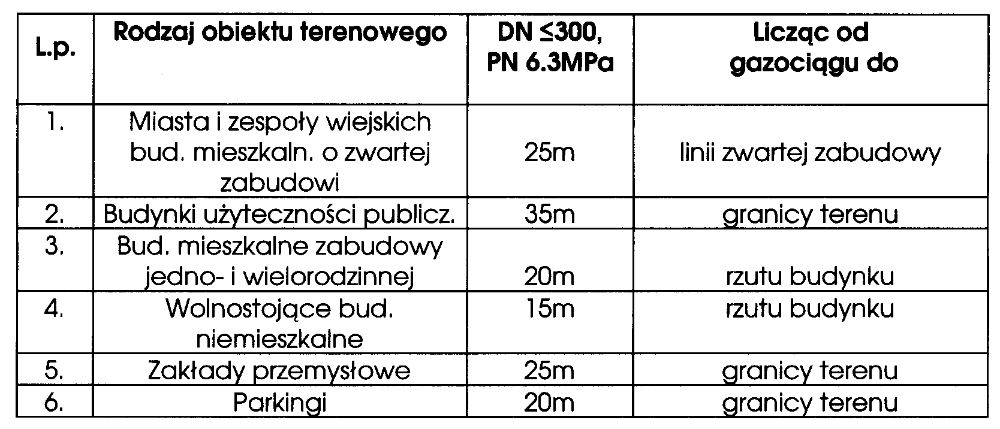 L.p.
Rodzaj obiektu terenowego
DN ≤300,
PN 6.3MPa
Licząc od
gazociągu do
1.
Miasta i zespoły wiejskich
bud. mieszkaln. o zwartej
zabudowi
25m
linii zwartej zabudowy
2.
Budynki użyteczności publicz.
35m
granicy terenu
3.
Bud. mieszkalne zabudowy
jedno- i wielorodzinnej
20m
rzutu budynku
4.
Wolnostojące bud.
niemieszkalne
15m
rzutu budynku
5.
Zakłady przemysłowe
25m
granicy terenu
6.
Parkingi
20m
granicy terenu